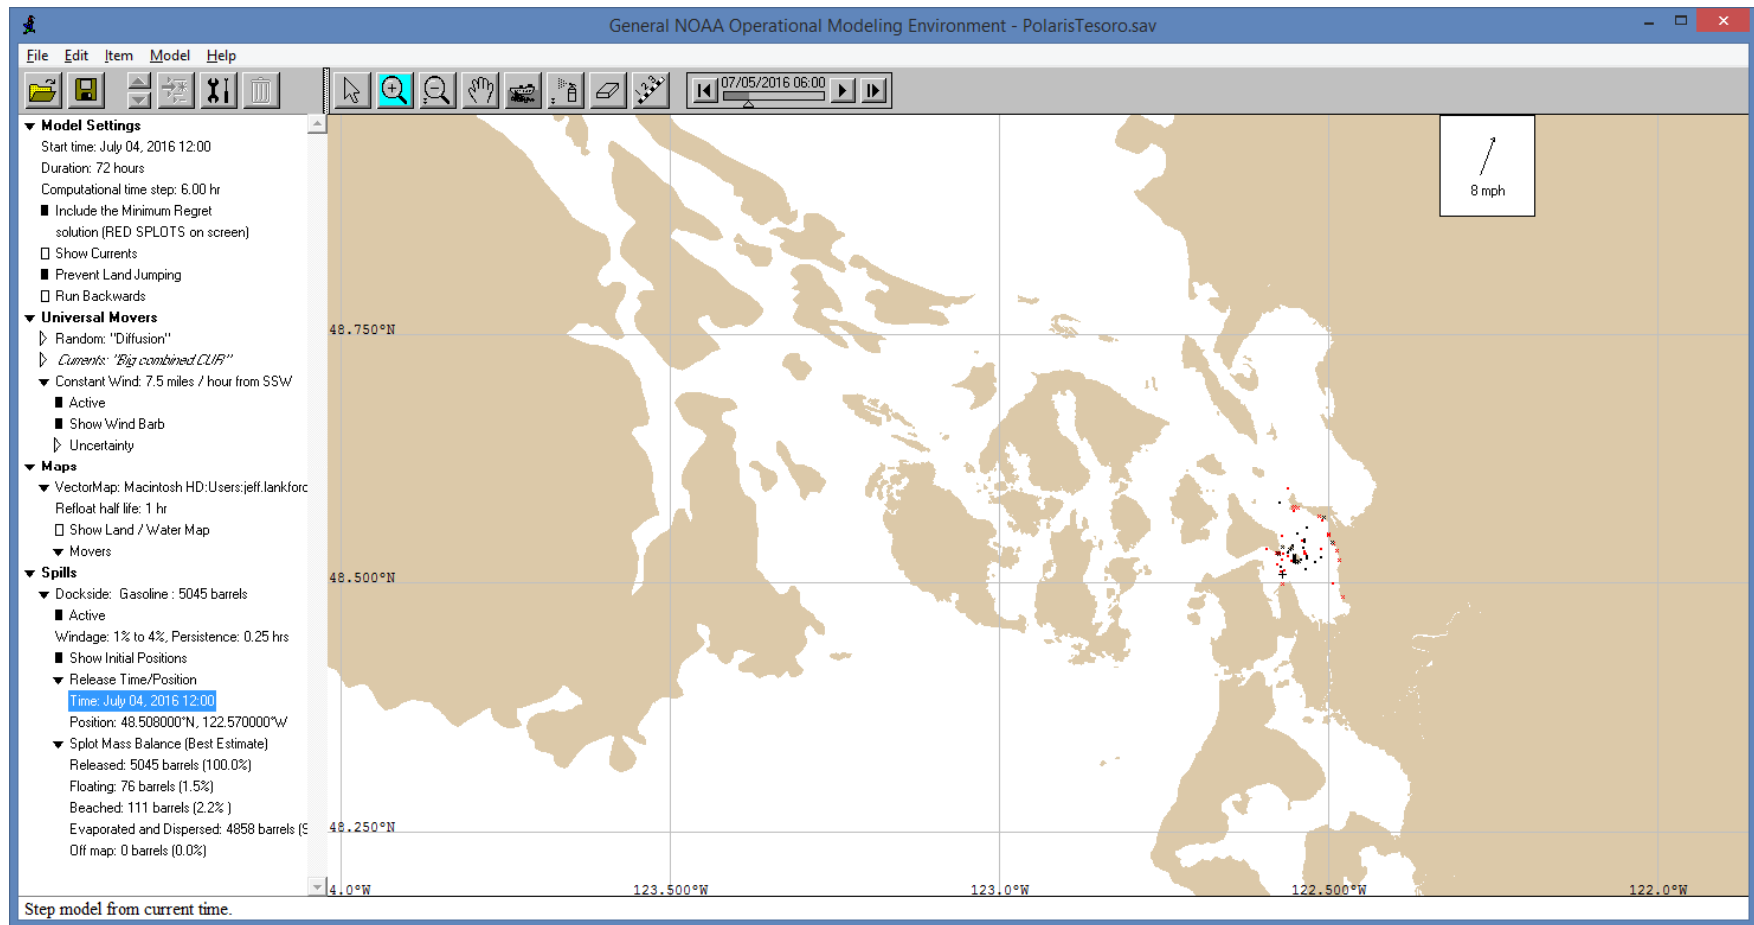 General NOAA Operational Modeling Environment - PolarisTesoro.sav
File Edit Item Model Help
07/05/2016 06:00
Model Settings
Start time: July 04, 2016 12:00
Duration: 72 hours
Computational time step: 6.00 hr
Include the Minimum Regret
solution (RED SPLOTS on screen)
Show Currents
Prevent Land Jumping
Run Backwards
Universal Movers
Random: "Diffusion"
Currents: "Big combined.CUR"
Constant Wind: 7.5 miles / hour from SSW
Active
Show Wind Barb
Uncertainty
Maps
VectorMap: Macintosh HD:Users:jeff.lankforc
Refloat half life: 1 hr
Show Land / Water Map
Movers
Spills
Dockside: Gasoline : 5045 barrels
Active
Windage: 1% to 4%, Persistence: 0.25 hrs
Show Initial Positions
Release Time/Position
Time: July 04, 2016 12:00
Position: 48.508000°N, 122.570000°W
Splot Mass Balance (Best Estimate)
Released: 5045 barrels (100.0%)
Floating: 76 barrels (1.5%)
Beached: 111 barrels (2.2% )
Evaporated and Dispersed: 4858 barrels (9
Off map: 0 barrels (0.0%)
8 mph
48.750°N
48.500°N
48.250°N
4.0°W 123.500°W 123.0°W 122.500°W 122.0°W
Step model from current time.